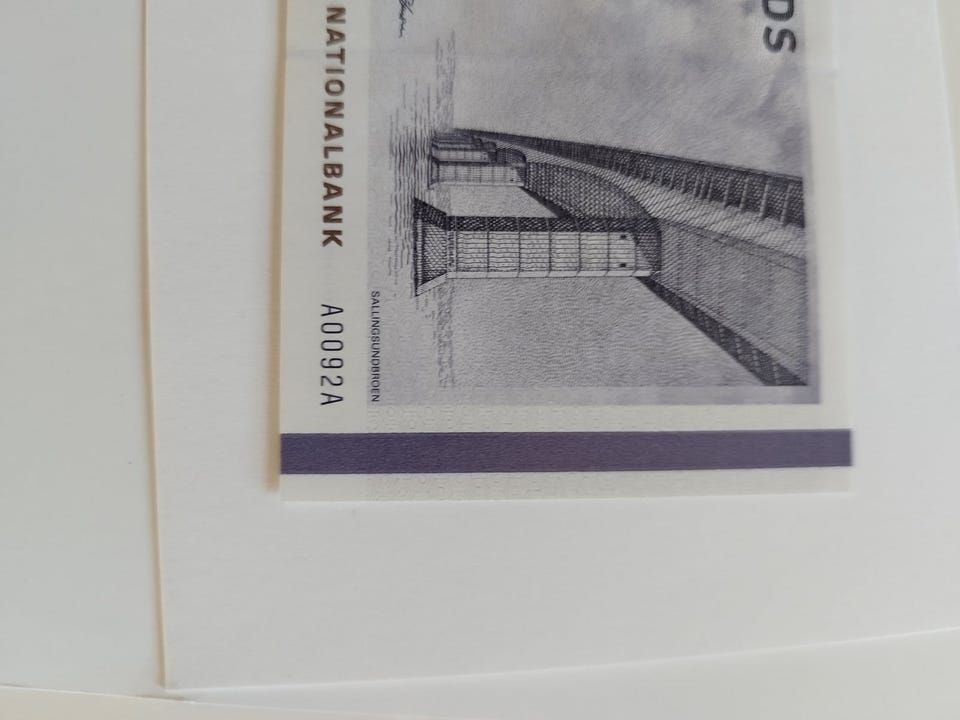 DS
NATIONALBANK
A0092A
SALLINGSUNDBROEN